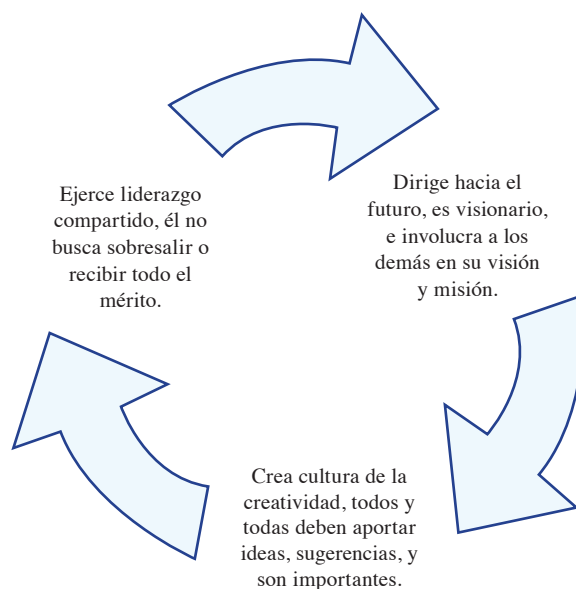 Ejerce liderazgo
compartido, él no
busca sobresalir o
recibir todo el
mérito.
Dirige hacia el
futuro, es visionario,
e involucra a los
demás en su visión
y misión.
Crea cultura de la
creatividad, todos y
todas deben aportar
ideas, sugerencias, y
son importantes.